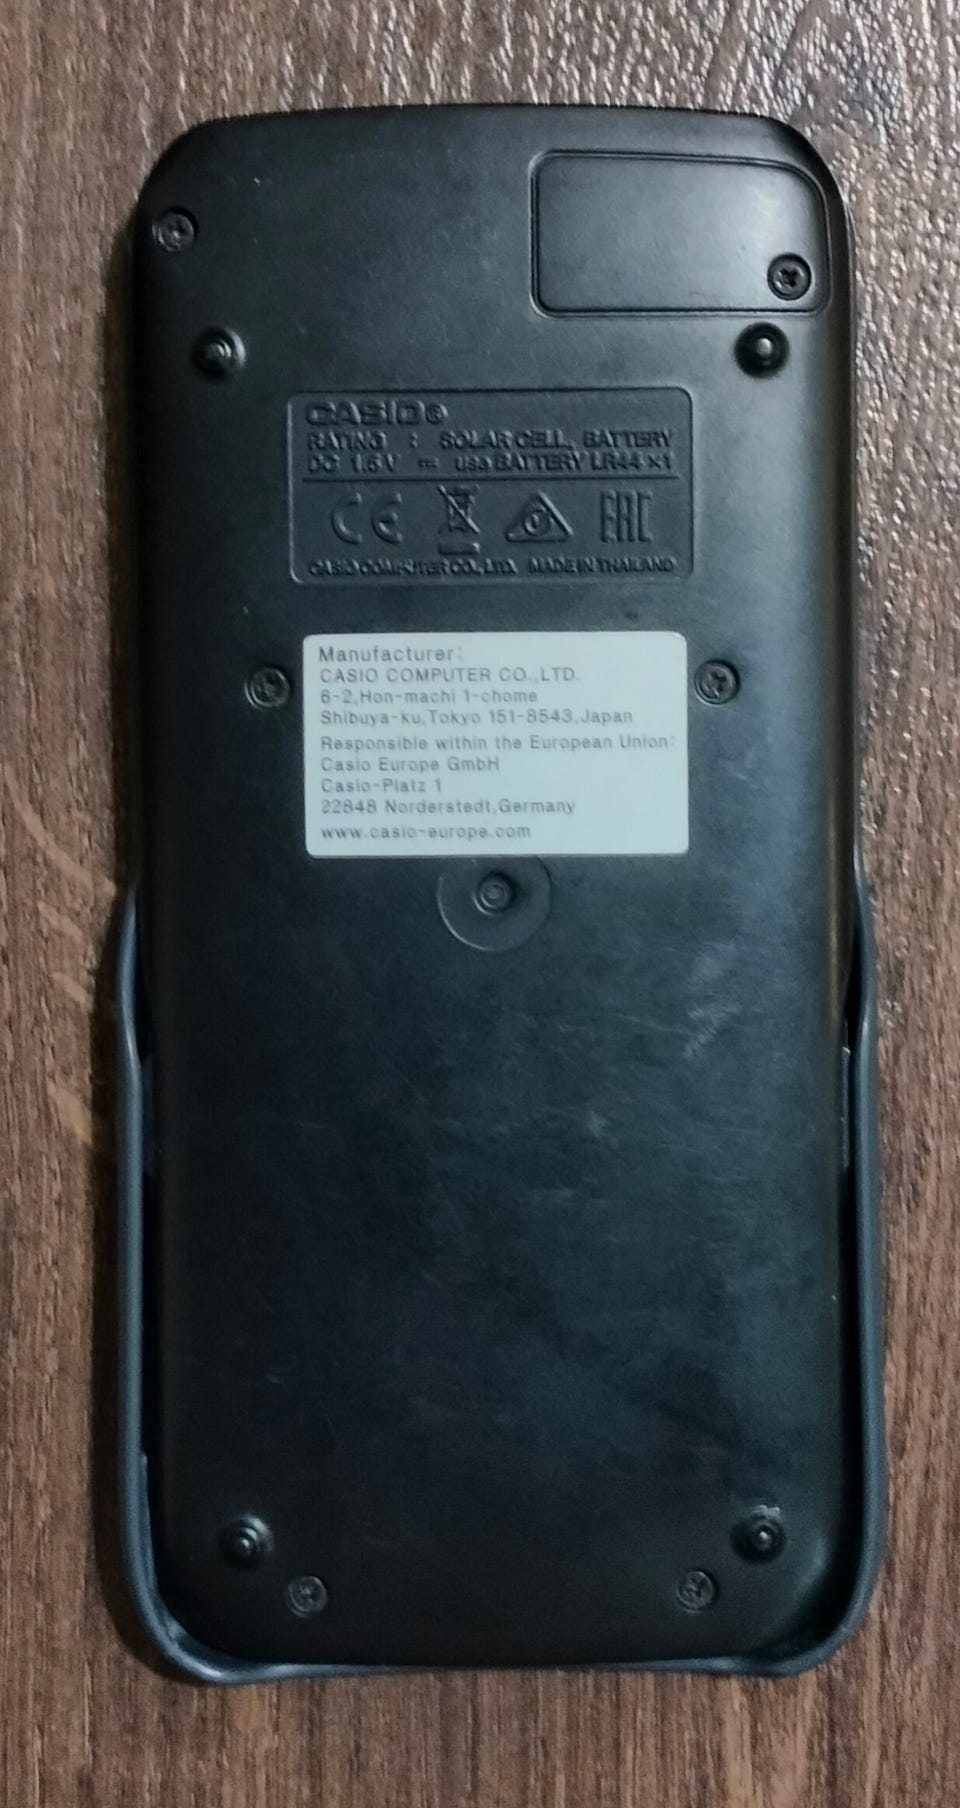 CASIO®
RATING : SOLAR CELL, BATTERY
DC 1.5 V ⎓ use BATTERY LR44 ×1
CE EAC
CASIO COMPUTER CO., LTD. MADE IN THAILAND
Manufacturer:
CASIO COMPUTER CO.,LTD.
6-2,Hon-machi 1-chome
Shibuya-ku,Tokyo 151-8543,Japan
Responsible within the European Union:
Casio Europe GmbH
Casio-Platz 1
22848 Norderstedt,Germany
www.casio-europe.com